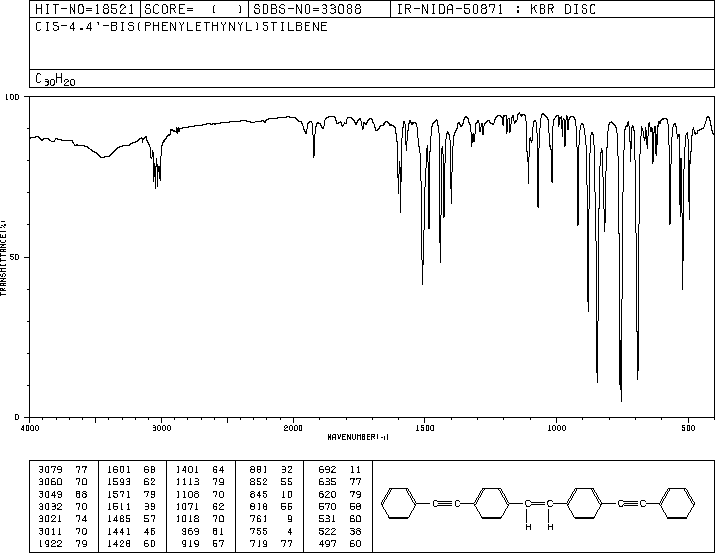 HIT-NO=18521 SCORE= ( ) SDBS-NO=33088 IR-NIDA-50871 : KBR DISC
CIS-4,4'-BIS(PHENYLETHYNYL)STILBENE
C30H20
100
50
0
TRANSMITTANCE(%)
4000 3000 2000 1500 1000 500
WAVENUMBER(-1)
3079 77 1601 68 1401 64 881 32 692 11
3060 70 1593 62 1113 79 852 55 635 77
3049 68 1571 79 1108 70 845 10 620 79
3032 70 1511 39 1071 62 818 56 570 58
3021 74 1485 57 1018 70 761 9 531 60
3011 70 1441 46 969 81 755 4 522 38
1922 79 1428 60 919 57 719 77 497 60
C C C C C C
H H